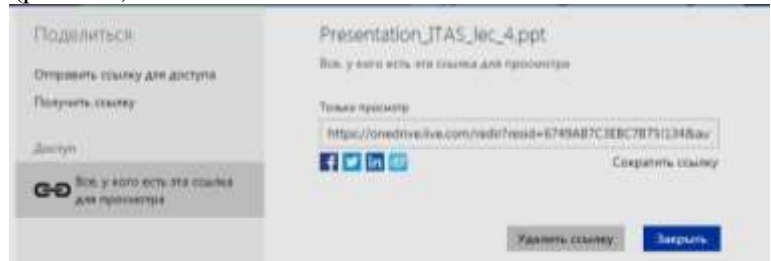 Поделиться
Отправить ссылку для доступа
Получить ссылку
Доступ
Все, у кого есть эта ссылка
для просмотра
Presentation_ITAS_lec_4.ppt
Все, у кого есть эта ссылка для просмотра
Только просмотр
https://onedrive.live.com/redir?resid=6749AB7C3EBC7B75!134&au
Сократить ссылку
Удалить ссылку
Закрыть